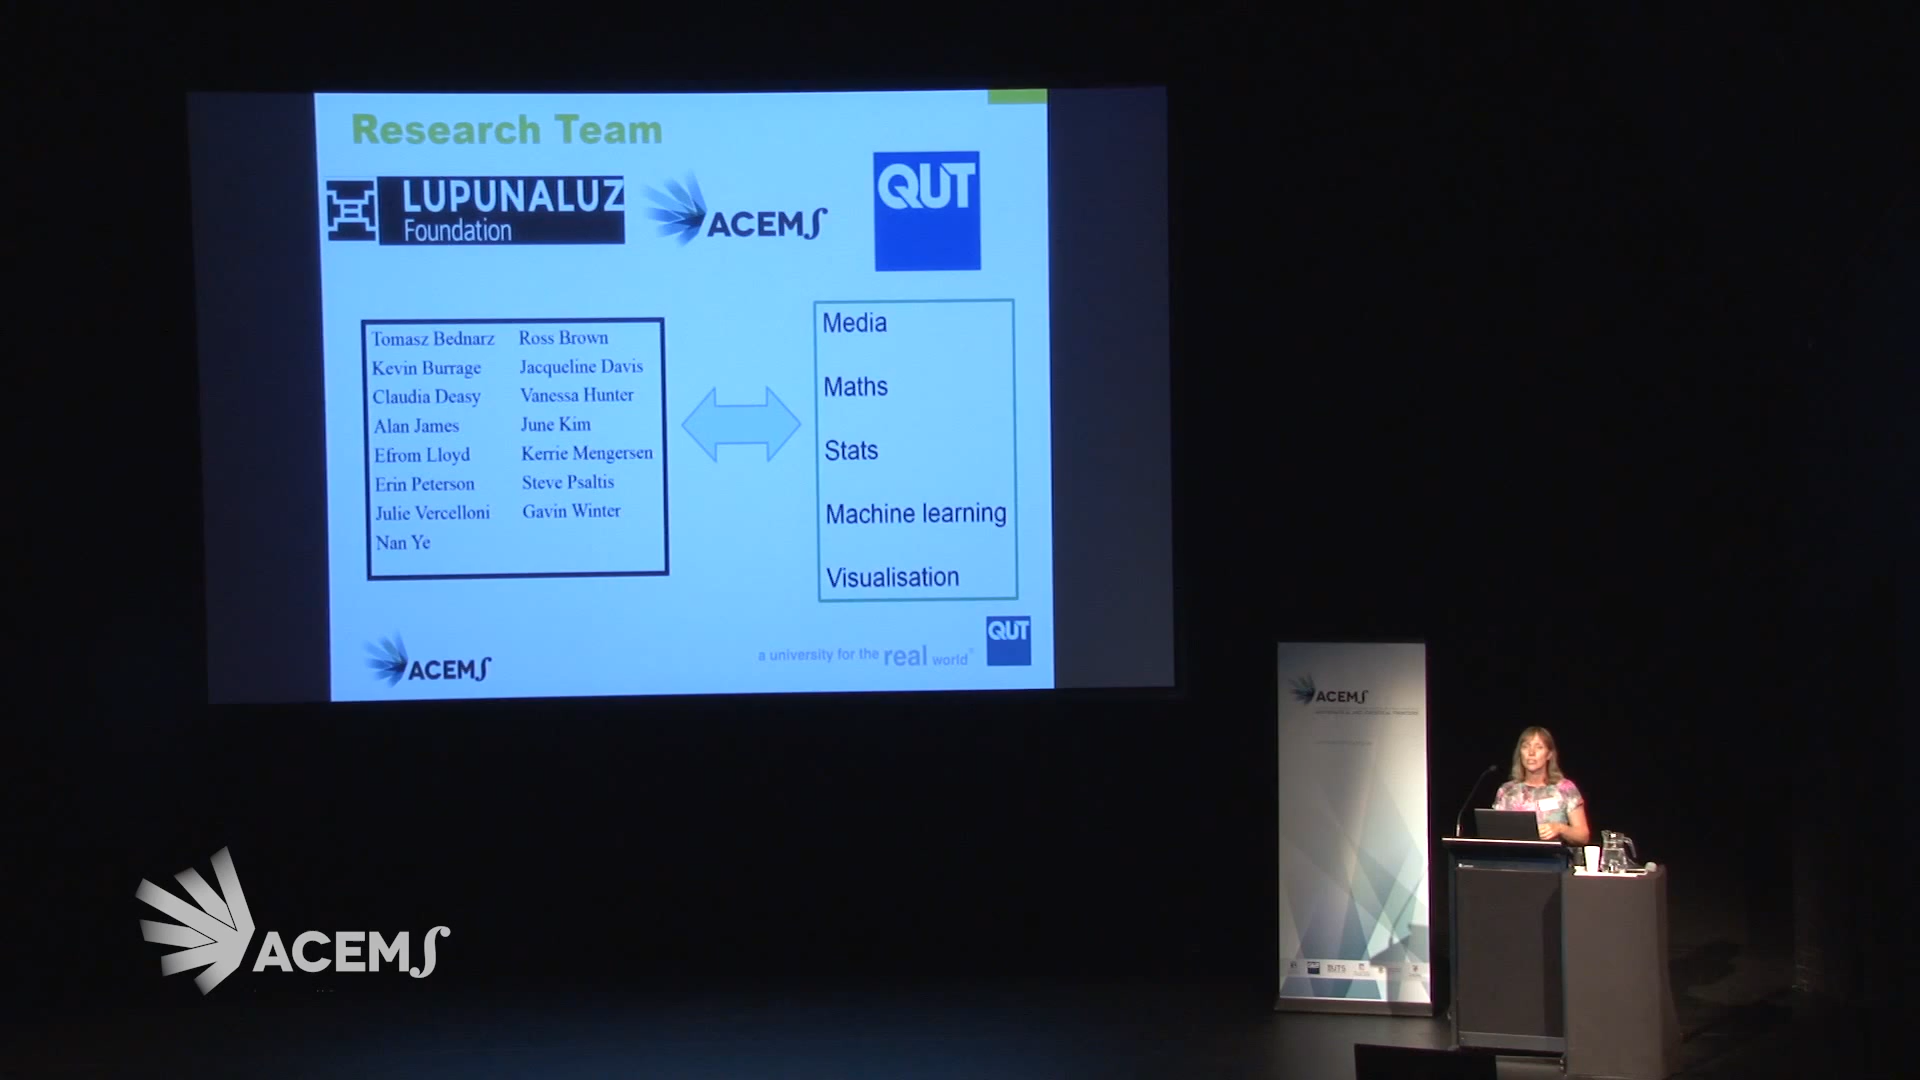 Research Team
LUPUNALUZ
Foundation
ACEMS
QUT
Tomasz Bednarz Ross Brown
Kevin Burrage Jacqueline Davis
Claudia Deasy Vanessa Hunter
Alan James June Kim
Efrom Lloyd Kerrie Mengersen
Erin Peterson Steve Psaltis
Julie Vercelloni Gavin Winter
Nan Ye
Media
Maths
Stats
Machine learning
Visualisation
ACEMS
a university for the real world
QUT
ACEMS
ACEMS